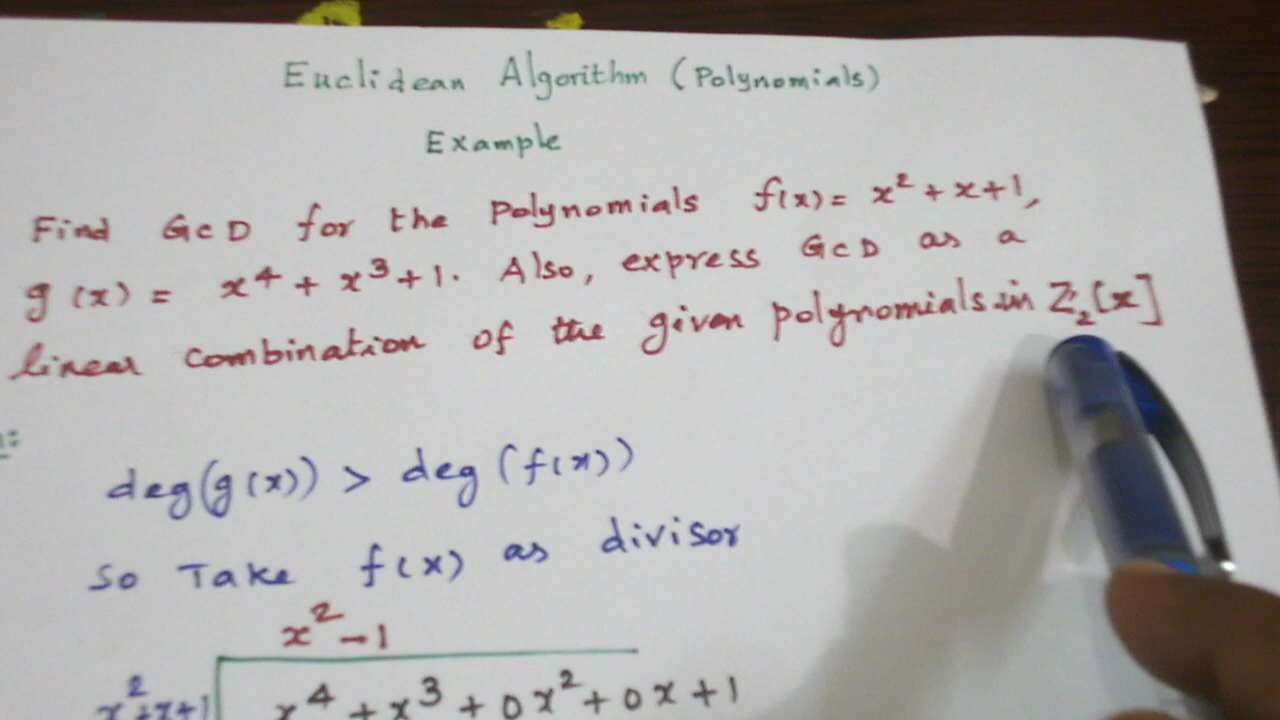 Euclidean Algorithm (Polynomials)
Example
Find GCD for the Polynomials f(x) = x² + x + 1,
g(x) = x⁴ + x³ + 1. Also, express GCD as a
linear combination of the given polynomials in Z₂[x]
deg(g(x)) > deg(f(x))
So Take f(x) as divisor
x² - 1
x² + x + 1 x⁴ + x³ + 0x² + 0x + 1